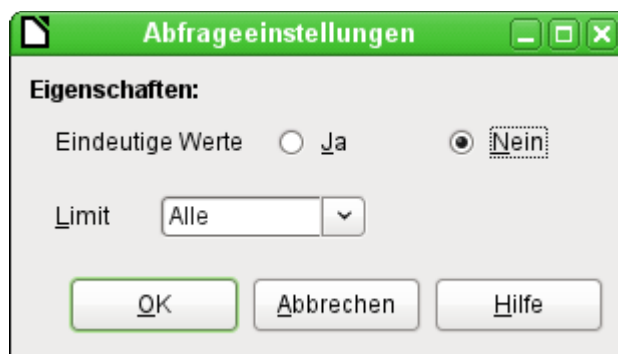 Abfrageeinstellungen
Eigenschaften:
Eindeutige Werte Ja Nein
Limit Alle
OK Abbrechen Hilfe